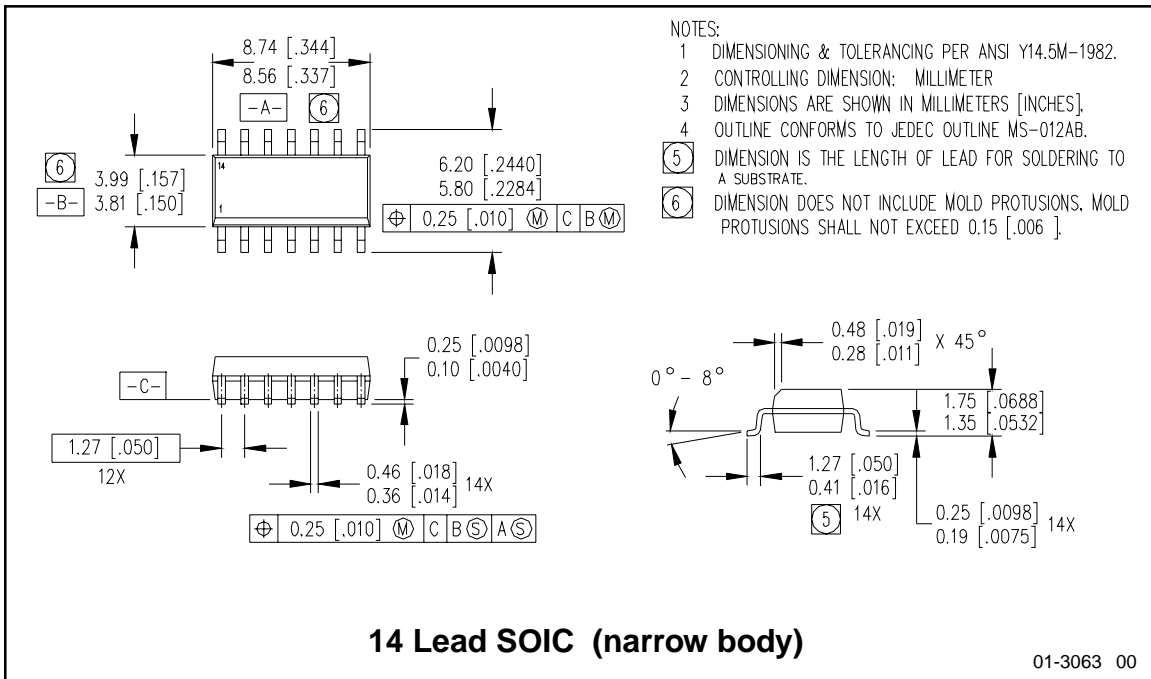 8.74 [.344]
8.56 [.337]
-A- 6
6 3.99 [.157]
-B- 3.81 [.150]
14
1
6.20 [.2440]
5.80 [.2284]
⌖ 0.25 [.010] Ⓜ C B Ⓜ
NOTES:
1 DIMENSIONING & TOLERANCING PER ANSI Y14.5M-1982.
2 CONTROLLING DIMENSION: MILLIMETER
3 DIMENSIONS ARE SHOWN IN MILLIMETERS [INCHES].
4 OUTLINE CONFORMS TO JEDEC OUTLINE MS-012AB.
5 DIMENSION IS THE LENGTH OF LEAD FOR SOLDERING TO
A SUBSTRATE.
6 DIMENSION DOES NOT INCLUDE MOLD PROTUSIONS. MOLD
PROTUSIONS SHALL NOT EXCEED 0.15 [.006 ].
-C-
0.25 [.0098]
0.10 [.0040]
1.27 [.050]
12X
0.46 [.018]
0.36 [.014] 14X
⌖ 0.25 [.010] Ⓜ C B Ⓢ A Ⓢ
0.48 [.019]
0.28 [.011] X 45°
0° - 8°
1.75 [.0688
1.35 [.0532]
1.27 [.050]
0.41 [.016]
5 14X
0.25 [.0098]
0.19 [.0075] 14X
14 Lead SOIC (narrow body)
01-3063 00